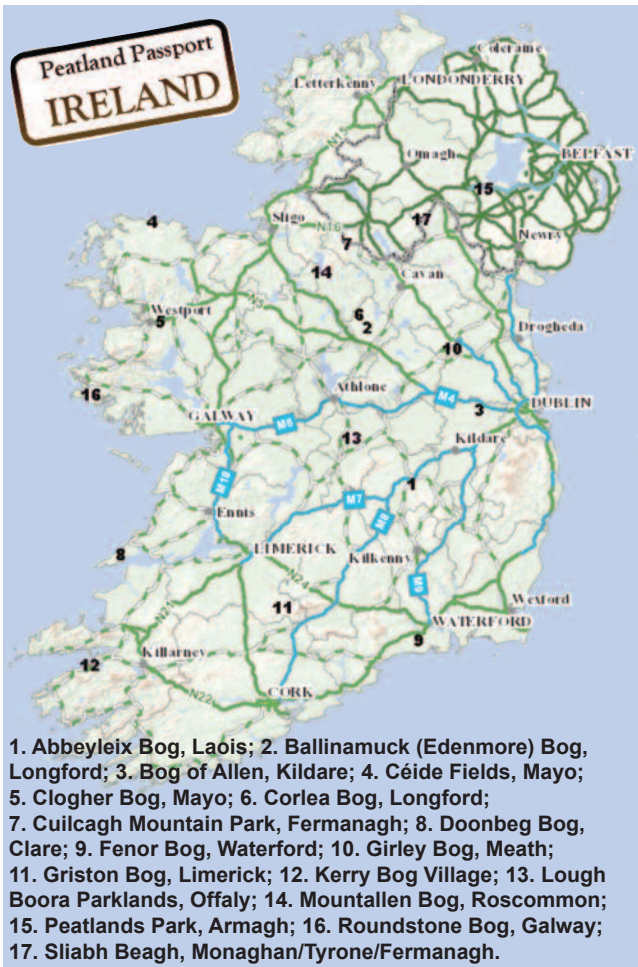 Peatland Passport
IRELAND
Coleraine
Letterkenny
LONDONDERRY
N15
Omagh
BELFAST
15
4
Sligo
N16
17
7
Newry
14
Cavan
N5
6
Westport
5
2
Drogheda
10
16
Athlone
M4
GALWAY
M6
3
DUBLIN
13
Kildare
M18
1
M7
Ennis
M8
8
LIMERICK
Kilkenny
N24
M9
N21
11
Wexford
WATERFORD
12
Killarney
9
N22
CORK
1. Abbeyleix Bog, Laois; 2. Ballinamuck (Edenmore) Bog,
Longford; 3. Bog of Allen, Kildare; 4. Céide Fields, Mayo;
5. Clogher Bog, Mayo; 6. Corlea Bog, Longford;
7. Cuilcagh Mountain Park, Fermanagh; 8. Doonbeg Bog,
Clare; 9. Fenor Bog, Waterford; 10. Girley Bog, Meath;
11. Griston Bog, Limerick; 12. Kerry Bog Village; 13. Lough
Boora Parklands, Offaly; 14. Mountallen Bog, Roscommon;
15. Peatlands Park, Armagh; 16. Roundstone Bog, Galway;
17. Sliabh Beagh, Monaghan/Tyrone/Fermanagh.